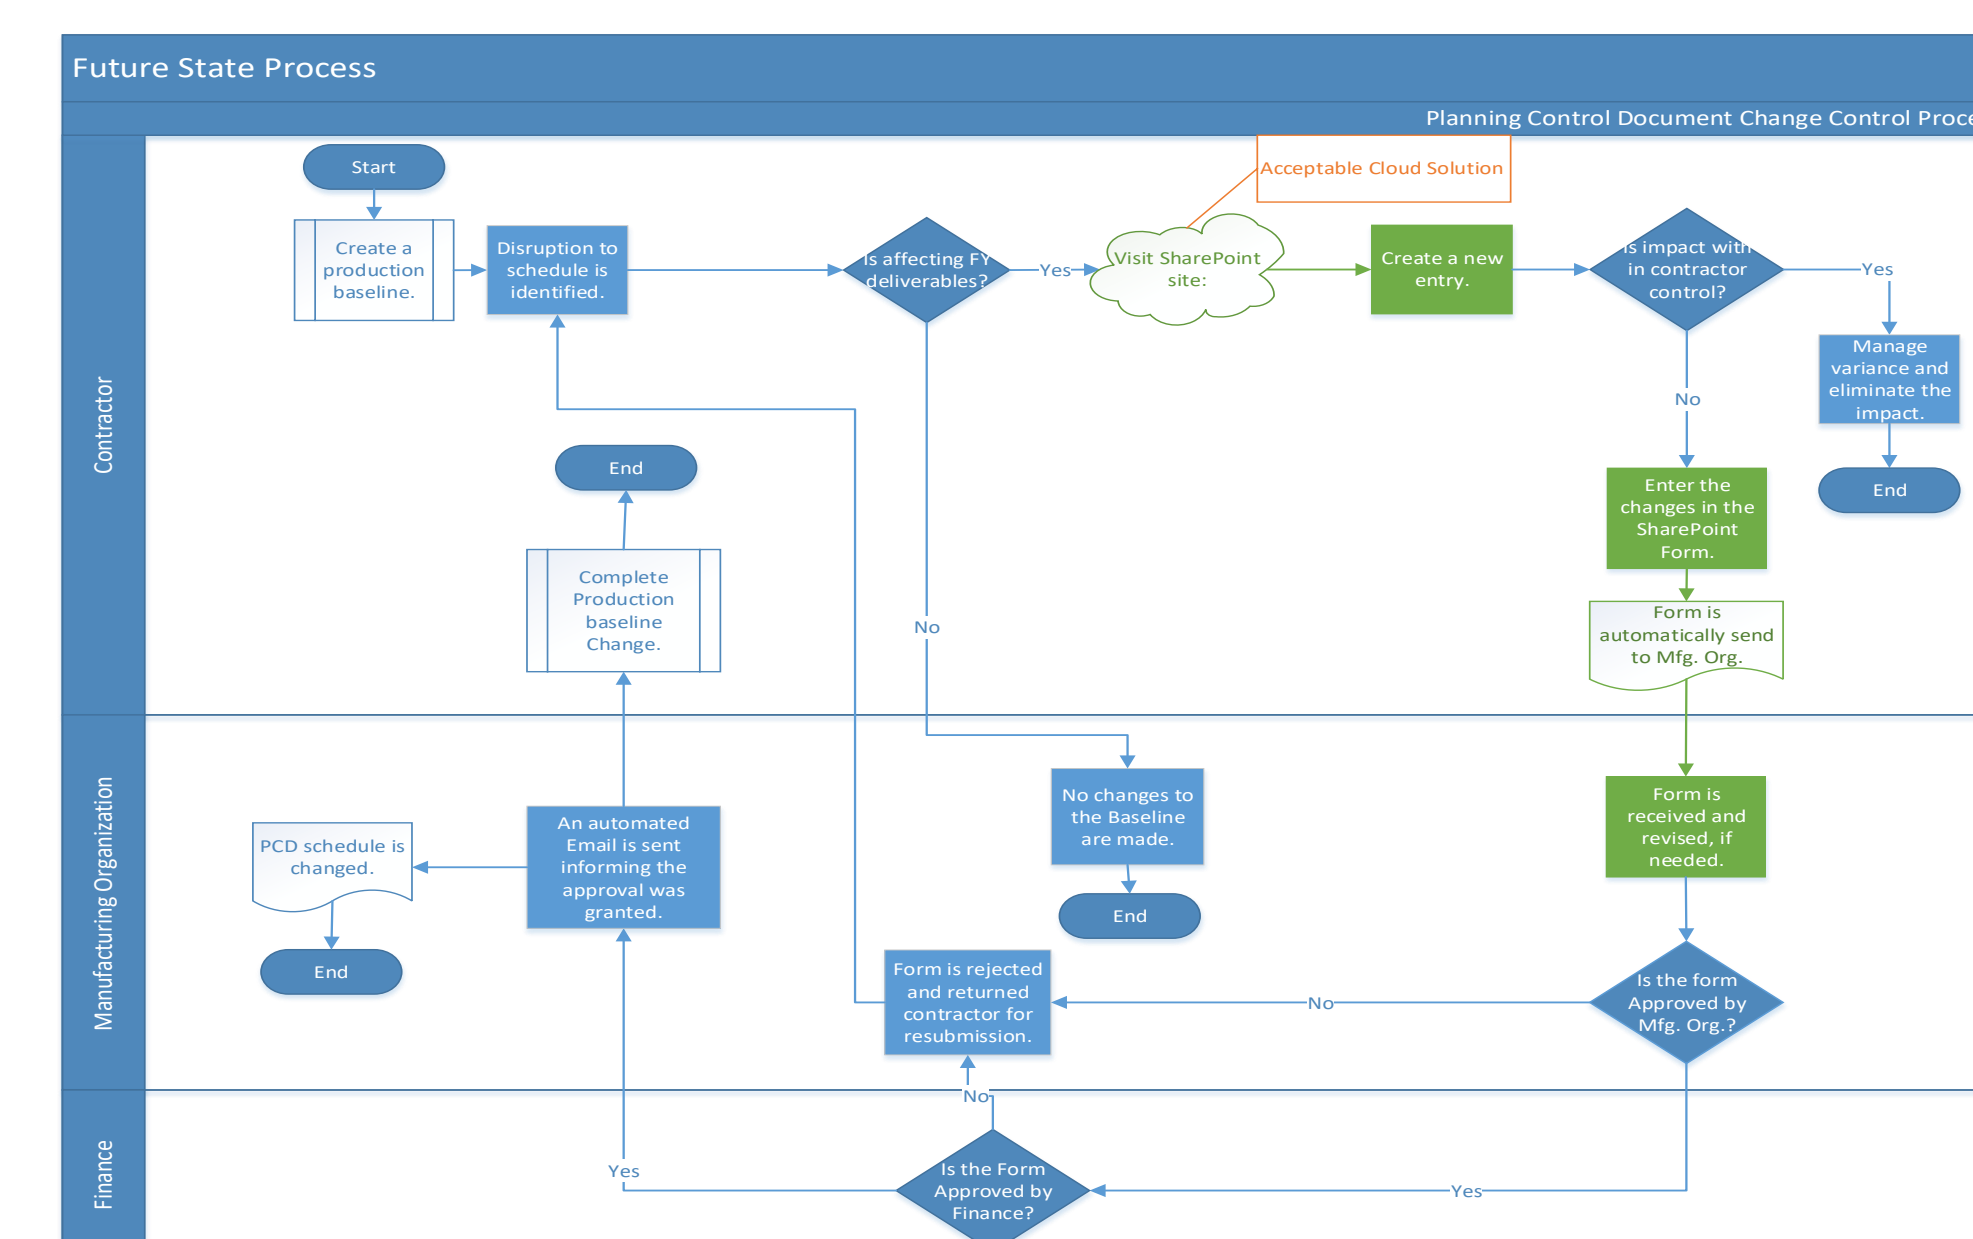 Future State Process
Planning Control Document Change Control Proce
Contractor
Start
Create a
production
baseline.
Disruption to
schedule is
identified.
Is affecting FY
deliverables?
Yes
Visit SharePoint
site:
Acceptable Cloud Solution
Create a new
entry.
Is impact with
in contractor
control?
Yes
Manage
variance and
eliminate the
impact.
End
No
Enter the
changes in the
SharePoint
Form.
Form is
automatically send
to Mfg. Org.
No
End
Complete
Production
baseline
Change.
Manufacturing Organization
PCD schedule is
changed.
End
An automated
Email is sent
informing the
approval was
granted.
No changes to
the Baseline
are made.
End
Form is
received and
revised, if
needed.
Form is rejected
and returned
contractor for
resubmission.
No
Is the form
Approved by
Mfg. Org.?
Finance
No
Yes
Is the Form
Approved by
Finance?
Yes